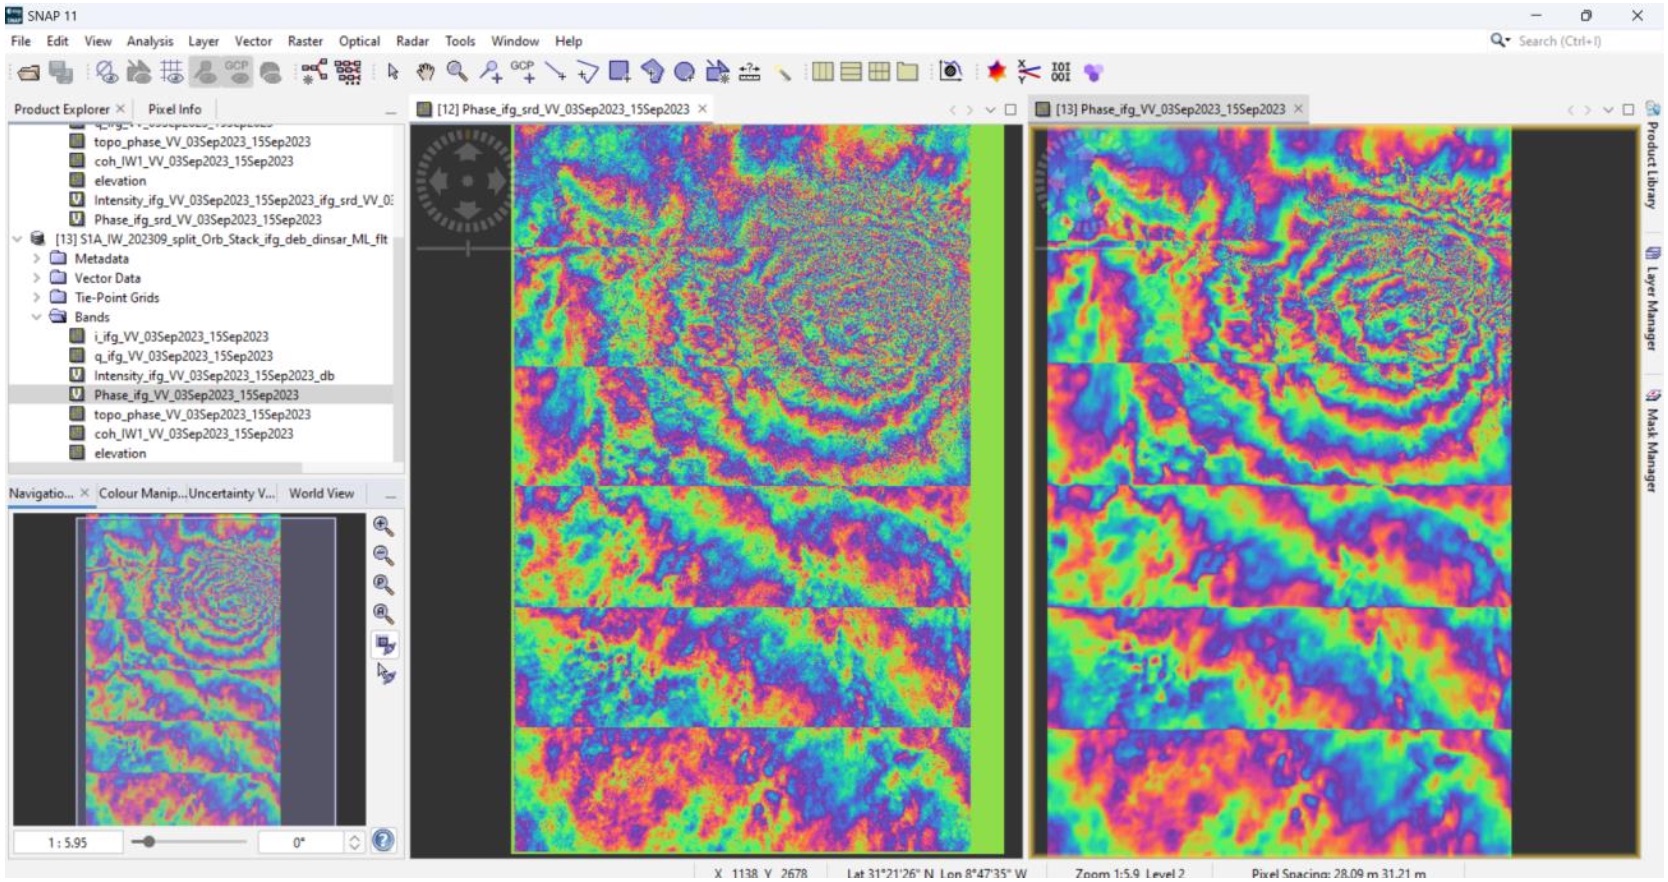 SNAP 11
File Edit View Analysis Layer Vector Raster Optical Radar Tools Window Help
Search (Ctrl+I)
GCP
GCP
Product Explorer
Pixel Info
[12] Phase_ifg_srd_VV_03Sep2023_15Sep2023
[13] Phase_ifg_VV_03Sep2023_15Sep2023
q_ifg_VV_03Sep2023_15Sep2023
topo_phase_VV_03Sep2023_15Sep2023
coh_IW1_VV_03Sep2023_15Sep2023
elevation
Intensity_ifg_VV_03Sep2023_15Sep2023_ifg_srd_VV_03
Phase_ifg_srd_VV_03Sep2023_15Sep2023
[13] S1A_IW_202309_split_Orb_Stack_ifg_deb_dinsar_ML_flt
Metadata
Vector Data
Tie-Point Grids
Bands
i_ifg_VV_03Sep2023_15Sep2023
q_ifg_VV_03Sep2023_15Sep2023
Intensity_ifg_VV_03Sep2023_15Sep2023_db
Phase_ifg_VV_03Sep2023_15Sep2023
topo_phase_VV_03Sep2023_15Sep2023
coh_IW1_VV_03Sep2023_15Sep2023
elevation
Navigatio...
Colour Manip...
Uncertainty V...
World View
1 : 5.95
0°
Product Library
Layer Manager
Mask Manager
X 1138 Y 2678
Lat 31°21'26" N Lon 8°47'35" W
Zoom 1:5.9 Level 2
Pixel Spacing: 28.09 m 31.21 m